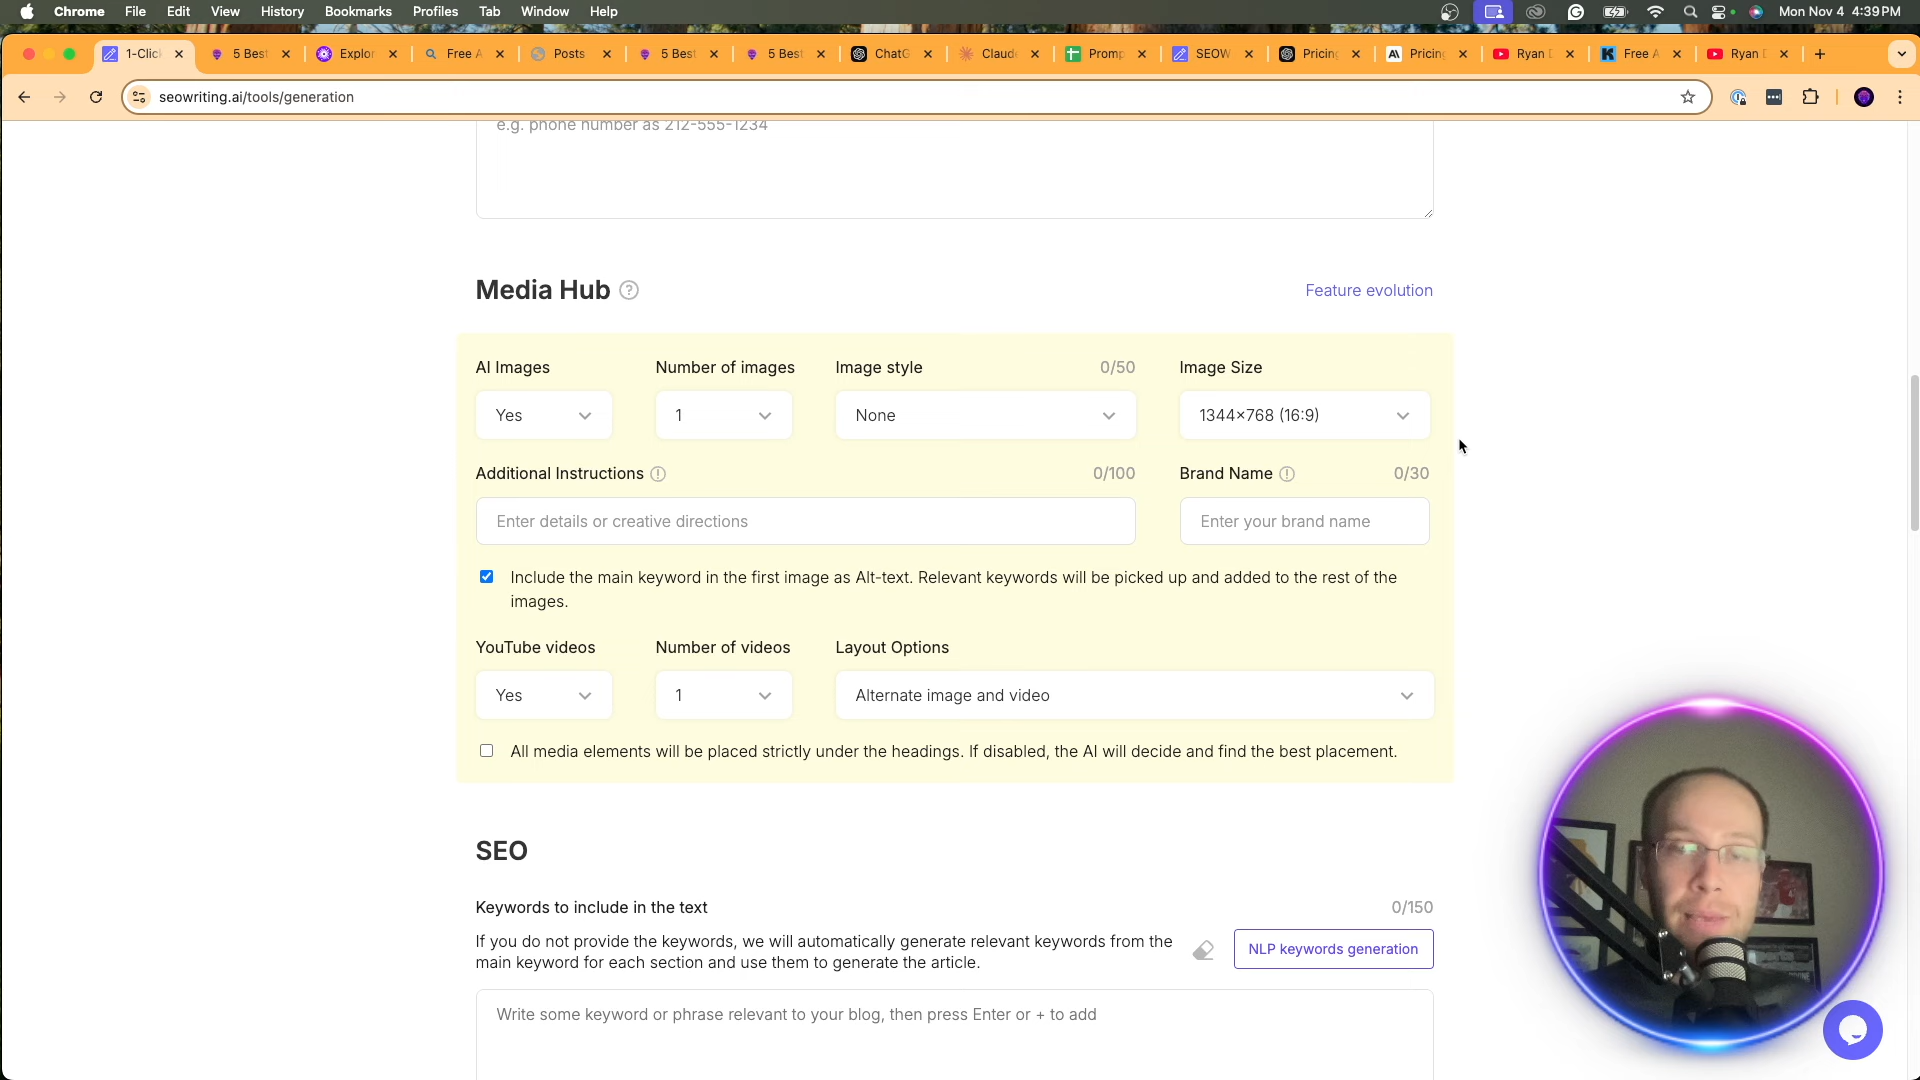 Chrome File Edit View History Bookmarks Profiles Tab Window Help Mon Nov 4 4:39 PM
1-Click 5 Best Explor Free A Posts 5 Best 5 Best ChatG Claude Promp SEOW Pricing Pricing Ryan D Free A Ryan D
seowriting.ai/tools/generation
e.g. phone number as 212-555-1234
Media Hub Feature evolution
AI Images Number of images Image style 0/50 Image Size
Yes 1 None 1344×768 (16:9)
Additional Instructions 0/100 Brand Name 0/30
Enter details or creative directions Enter your brand name
Include the main keyword in the first image as Alt-text. Relevant keywords will be picked up and added to the rest of the
images.
YouTube videos Number of videos Layout Options
Yes 1 Alternate image and video
All media elements will be placed strictly under the headings. If disabled, the AI will decide and find the best placement.
SEO
Keywords to include in the text 0/150
If you do not provide the keywords, we will automatically generate relevant keywords from the
main keyword for each section and use them to generate the article.
NLP keywords generation
Write some keyword or phrase relevant to your blog, then press Enter or + to add